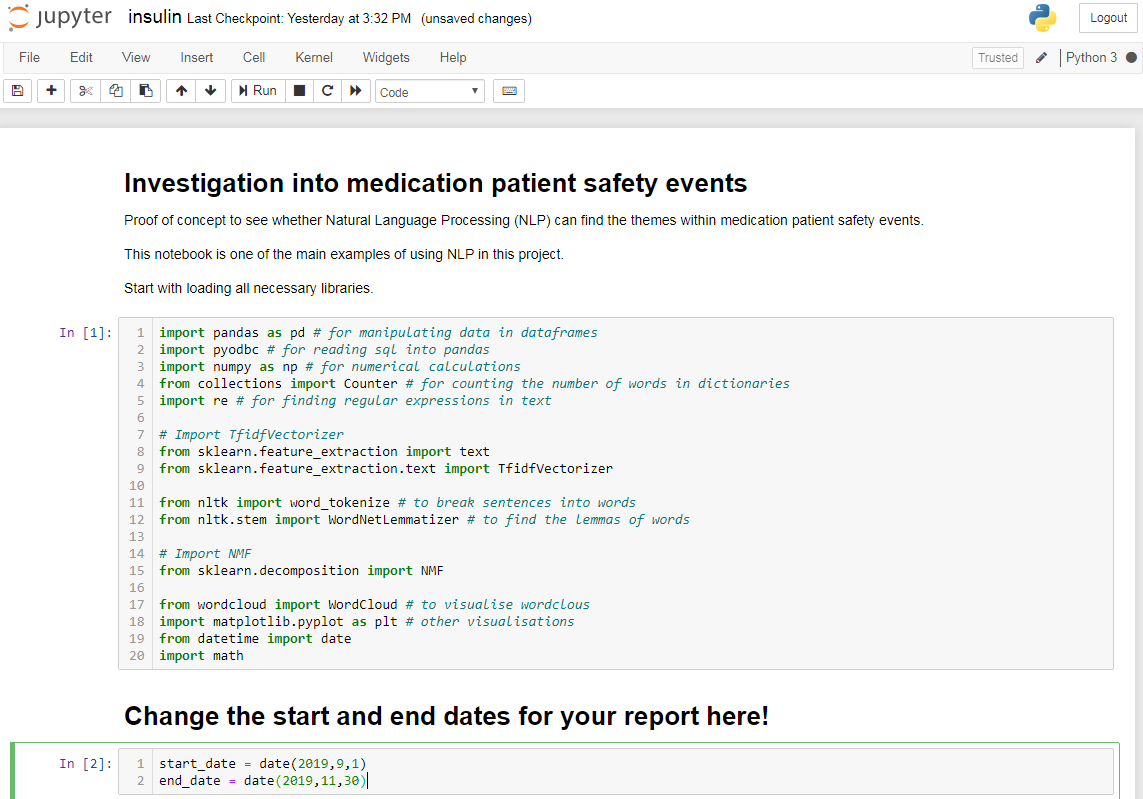 jupyter insulin Last Checkpoint: Yesterday at 3:32 PM (unsaved changes) Logout
File Edit View Insert Cell Kernel Widgets Help Trusted Python 3
Run Code
Investigation into medication patient safety events
Proof of concept to see whether Natural Language Processing (NLP) can find the themes within medication patient safety events.
This notebook is one of the main examples of using NLP in this project.
Start with loading all necessary libraries.
In [1]: 1 import pandas as pd # for manipulating data in dataframes
2 import pyodbc # for reading sql into pandas
3 import numpy as np # for numerical calculations
4 from collections import Counter # for counting the number of words in dictionaries
5 import re # for finding regular expressions in text
6
7 # Import TfidfVectorizer
8 from sklearn.feature_extraction import text
9 from sklearn.feature_extraction.text import TfidfVectorizer
10
11 from nltk import word_tokenize # to break sentences into words
12 from nltk.stem import WordNetLemmatizer # to find the lemmas of words
13
14 # Import NMF
15 from sklearn.decomposition import NMF
16
17 from wordcloud import WordCloud # to visualise wordclous
18 import matplotlib.pyplot as plt # other visualisations
19 from datetime import date
20 import math
Change the start and end dates for your report here!
In [2]: 1 start_date = date(2019,9,1)
2 end_date = date(2019,11,30)